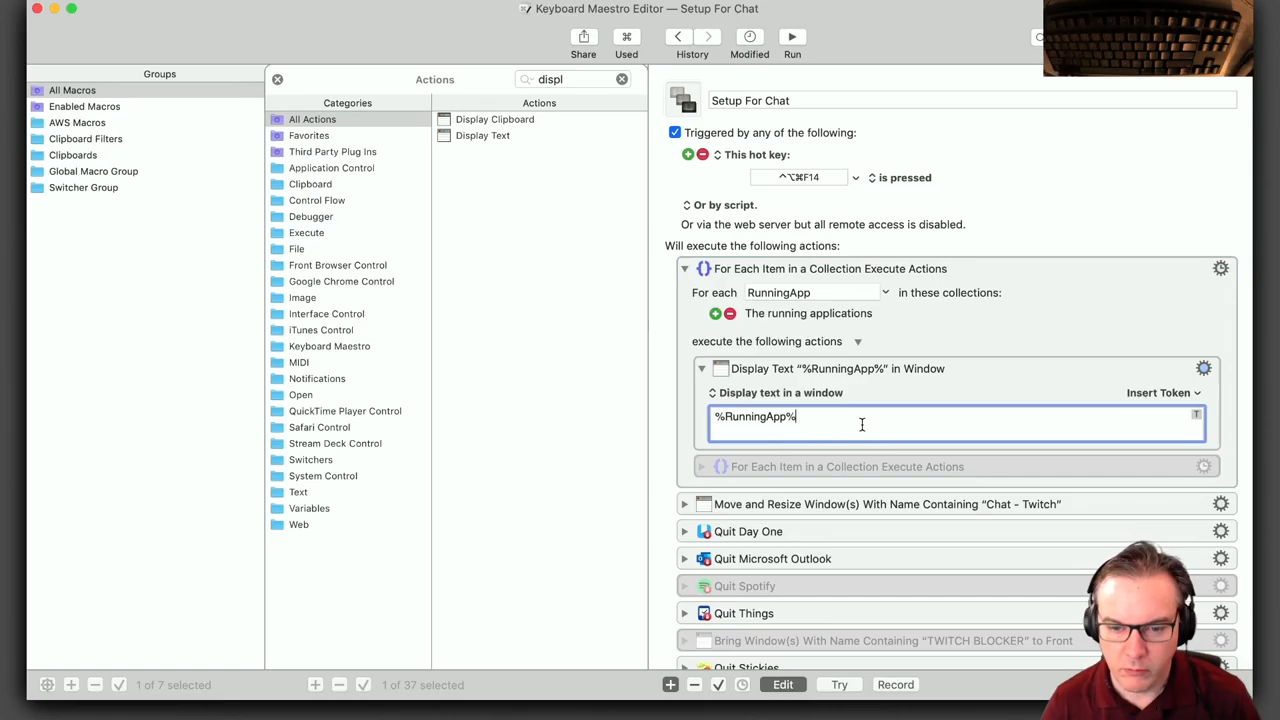 Keyboard Maestro Editor — Setup For Chat
Share
Used
History
Modified
Run
Groups
All Macros
Enabled Macros
AWS Macros
Clipboard Filters
Clipboards
Global Macro Group
Switcher Group
Actions
displ
Categories
All Actions
Favorites
Third Party Plug Ins
Application Control
Clipboard
Control Flow
Debugger
Execute
File
Front Browser Control
Google Chrome Control
Image
Interface Control
iTunes Control
Keyboard Maestro
MIDI
Notifications
Open
QuickTime Player Control
Safari Control
Stream Deck Control
Switchers
System Control
Text
Variables
Web
Actions
Display Clipboard
Display Text
Setup For Chat
Triggered by any of the following:
This hot key:
^⌥⌘F14 is pressed
Or by script.
Or via the web server but all remote access is disabled.
Will execute the following actions:
For Each Item in a Collection Execute Actions
For each RunningApp in these collections:
The running applications
execute the following actions
Display Text “%RunningApp%” in Window
Display text in a window
Insert Token
%RunningApp%
T
For Each Item in a Collection Execute Actions
Move and Resize Window(s) With Name Containing “Chat - Twitch”
Quit Day One
Quit Microsoft Outlook
Quit Spotify
Quit Things
Bring Window(s) With Name Containing “TWITCH BLOCKER” to Front
Quit Stickies
1 of 7 selected
1 of 37 selected
Edit
Try
Record